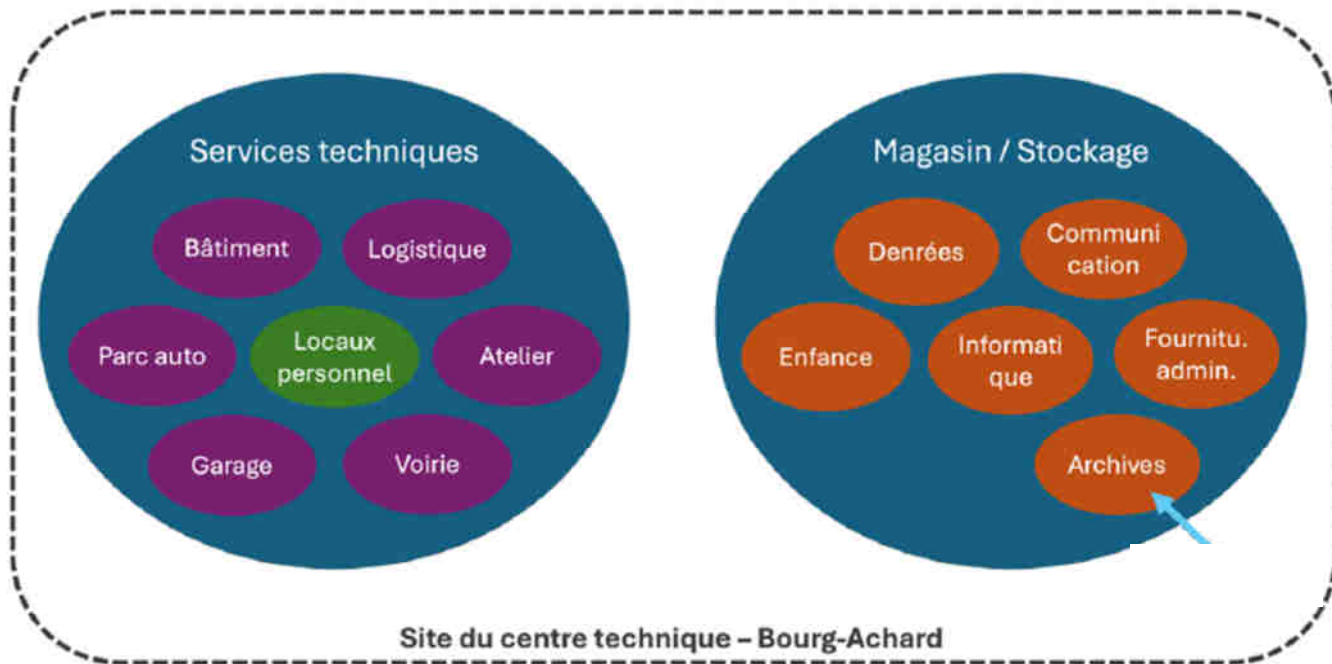 Services techniques
Bâtiment
Logistique
Parc auto
Locaux
personnel
Atelier
Garage
Voirie
Magasin / Stockage
Denrées
Communi
cation
Enfance
Informati
que
Fournitu.
admin.
Archives
Site du centre technique – Bourg-Achard